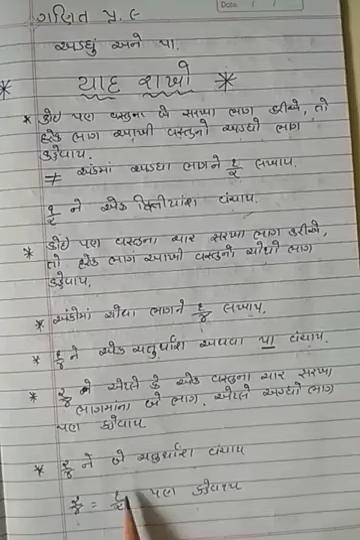 Date
ગણિત પ્ર. ૯
અડધું અને પા.
* યાદ રાખો *
* કોઈ પણ વસ્તુના બે સરખા ભાગ કરીએ, તો
દરેક ભાગ આખી વસ્તુનો અડધો ભાગ
કહેવાય.
≠ અંકમાં અડધા ભાગને ૧/૨ લખાય.
૧/૨ ને એક દ્વિતીયાંશ વંચાય.
* કોઈ પણ વસ્તુના ચાર સરખા ભાગ કરીએ,
તો દરેક ભાગ આખી વસ્તુનો ચોથો ભાગ
કહેવાય.
* અંકોમાં ચોથા ભાગને ૧/૪ લખાય.
* ૧/૪ ને એક ચતુર્થાંશ અથવા પા વંચાય.
* ૨/૪ ને એટલે કે એક વસ્તુના ચાર સરખા
ભાગમાંના બે ભાગ. એટલે અડધો ભાગ
પણ કહેવાય
* ૨/૪ ને બે ચતુર્થાંશ વંચાય
૨/૪ = ૧/૨ પણ કહેવાય